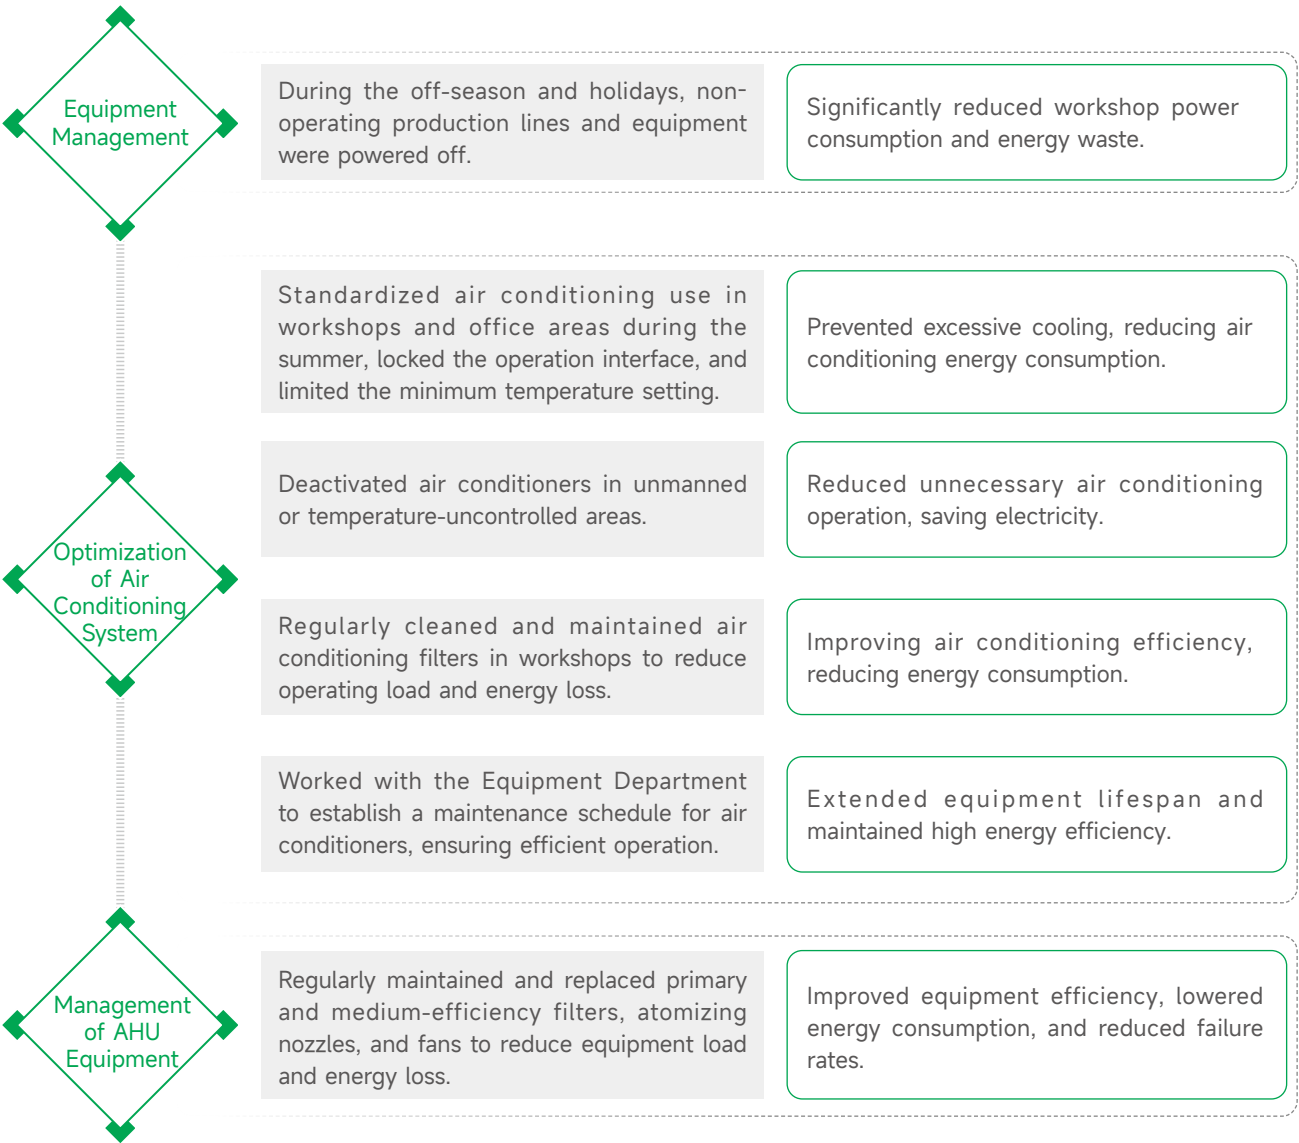 Equipment
Management
During the off-season and holidays, non-
operating production lines and equipment
were powered off.
Significantly reduced workshop power
consumption and energy waste.
Optimization
of Air
Conditioning
System
Standardized air conditioning use in
workshops and office areas during the
summer, locked the operation interface, and
limited the minimum temperature setting.
Prevented excessive cooling, reducing air
conditioning energy consumption.
Deactivated air conditioners in unmanned
or temperature-uncontrolled areas.
Reduced unnecessary air conditioning
operation, saving electricity.
Regularly cleaned and maintained air
conditioning filters in workshops to reduce
operating load and energy loss.
Improving air conditioning efficiency,
reducing energy consumption.
Worked with the Equipment Department
to establish a maintenance schedule for air
conditioners, ensuring efficient operation.
Extended equipment lifespan and
maintained high energy efficiency.
Management
of AHU
Equipment
Regularly maintained and replaced primary
and medium-efficiency filters, atomizing
nozzles, and fans to reduce equipment load
and energy loss.
Improved equipment efficiency, lowered
energy consumption, and reduced failure
rates.